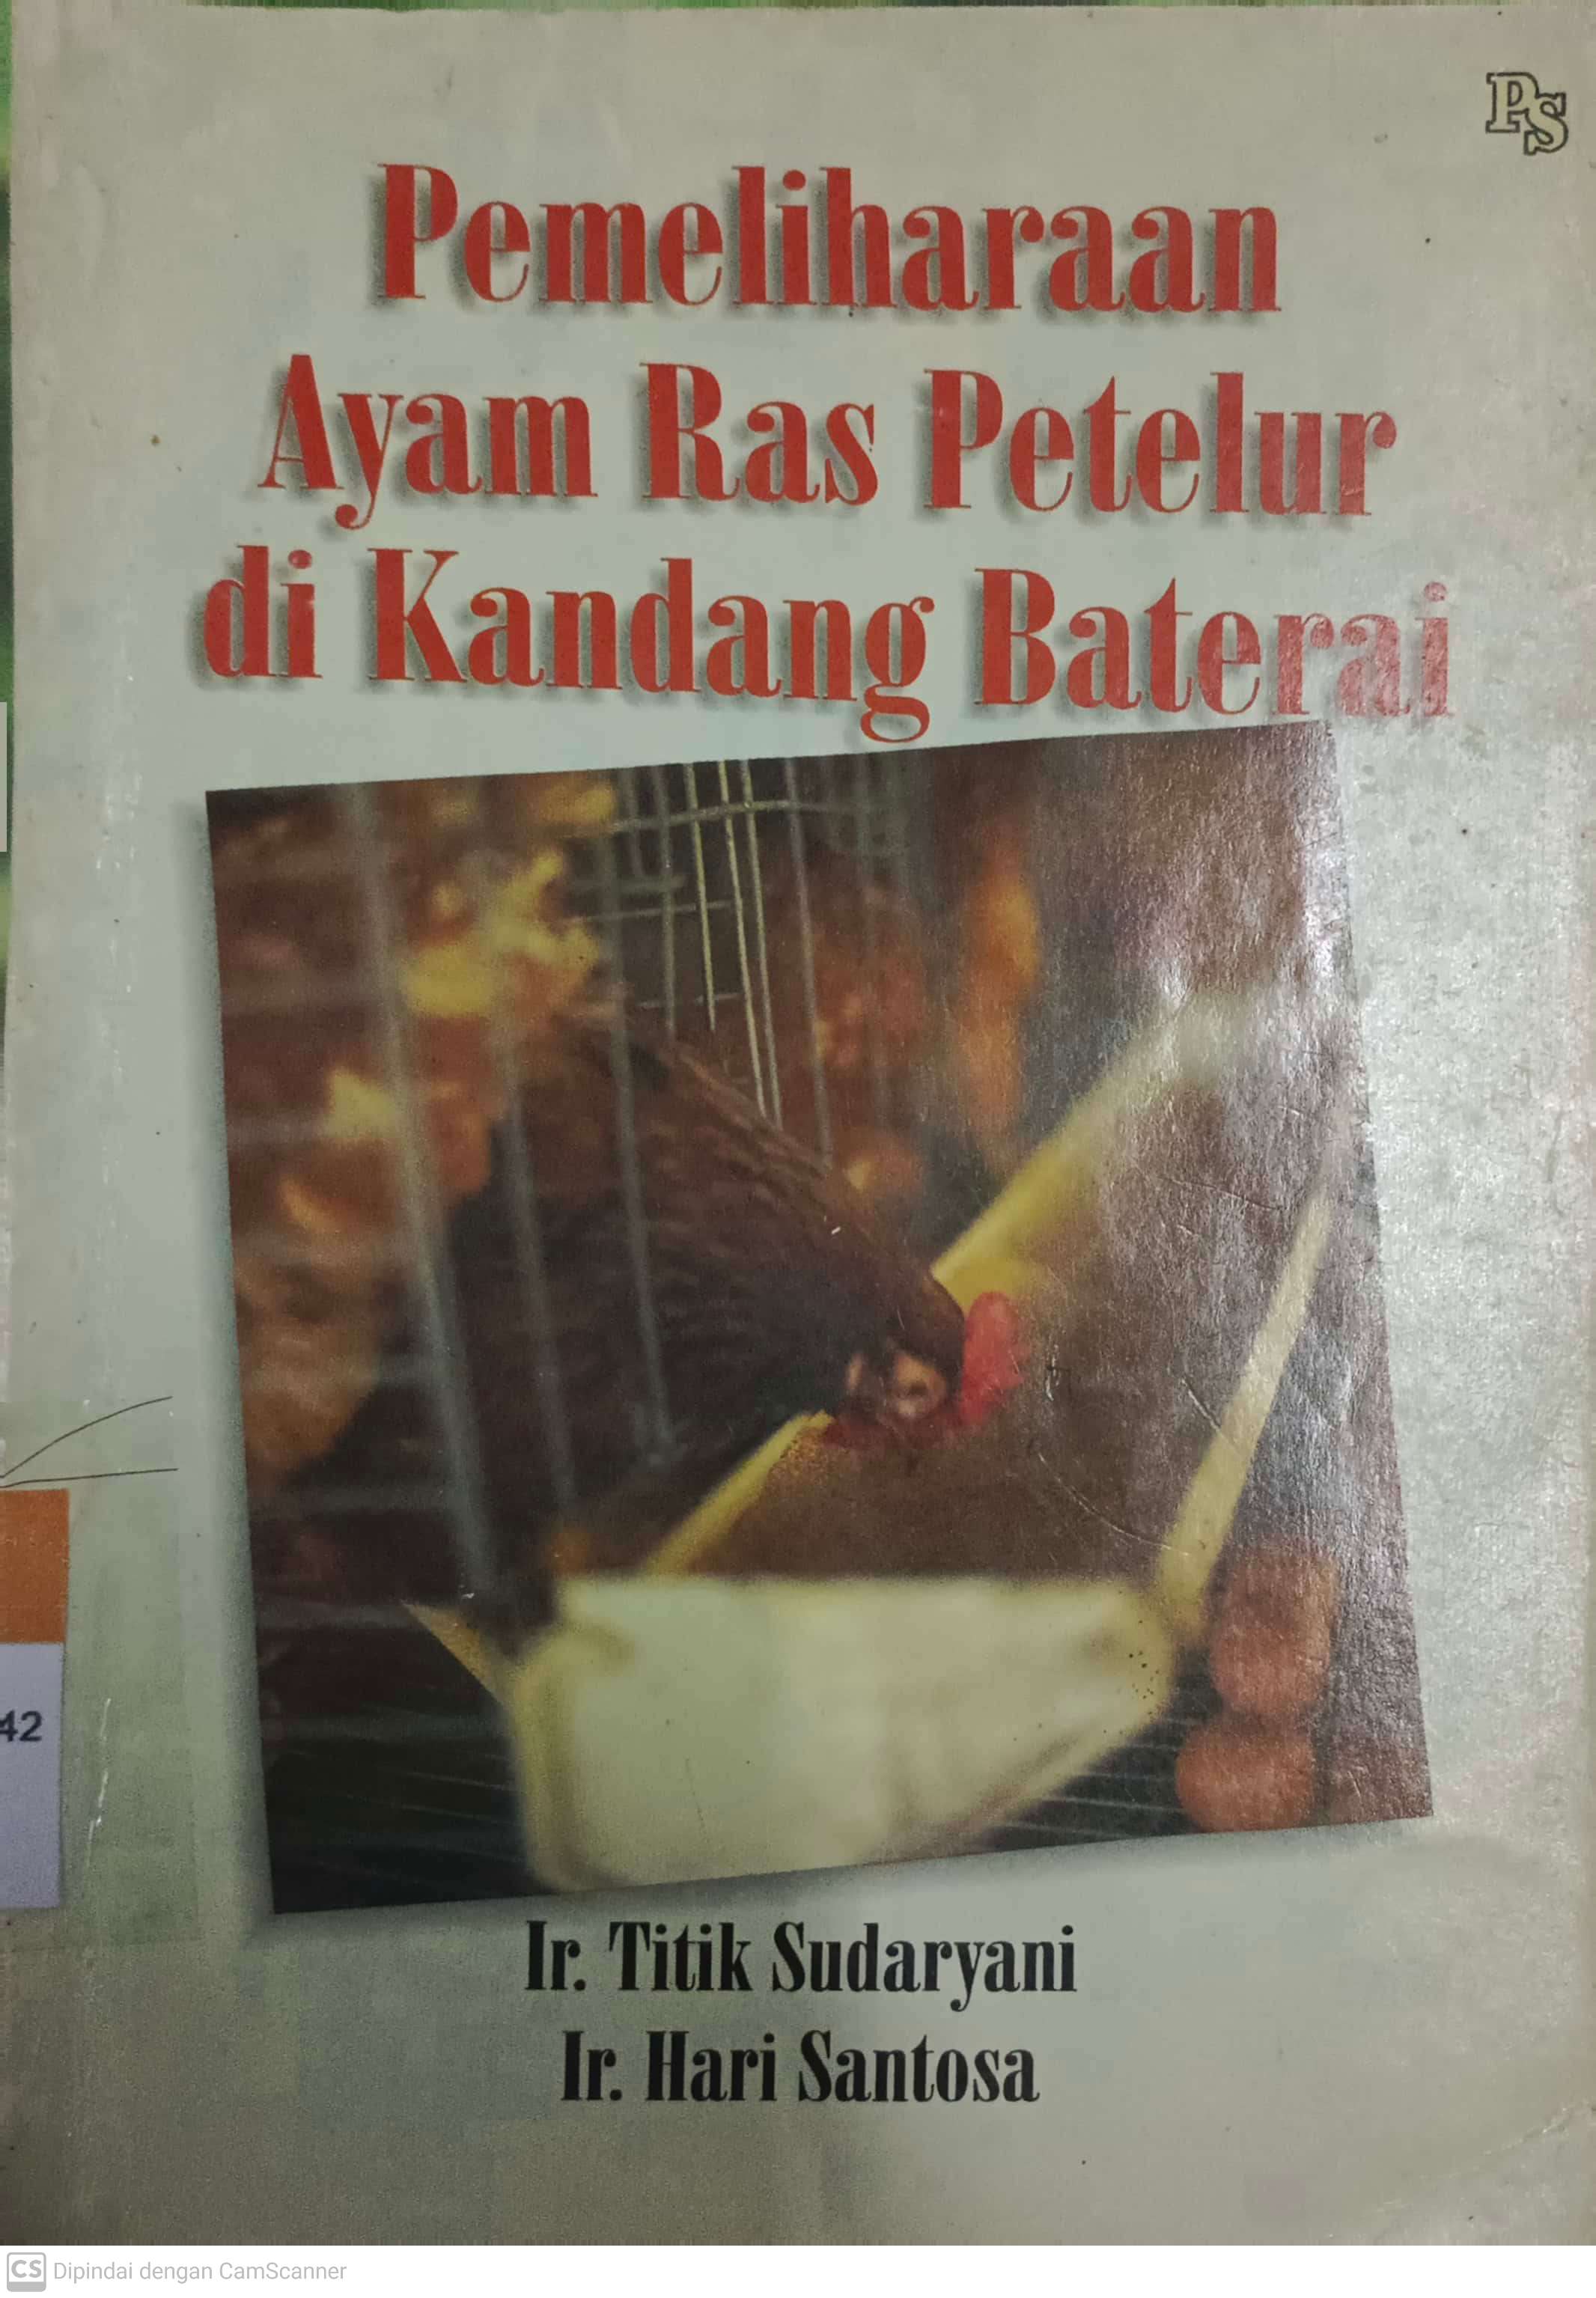 PS
Pemeliharaan
Ayam Ras Petelur
di Kandang Baterai
42
Ir. Titik Sudaryani
Ir. Hari Santosa
CS Dipindai dengan CamScanner